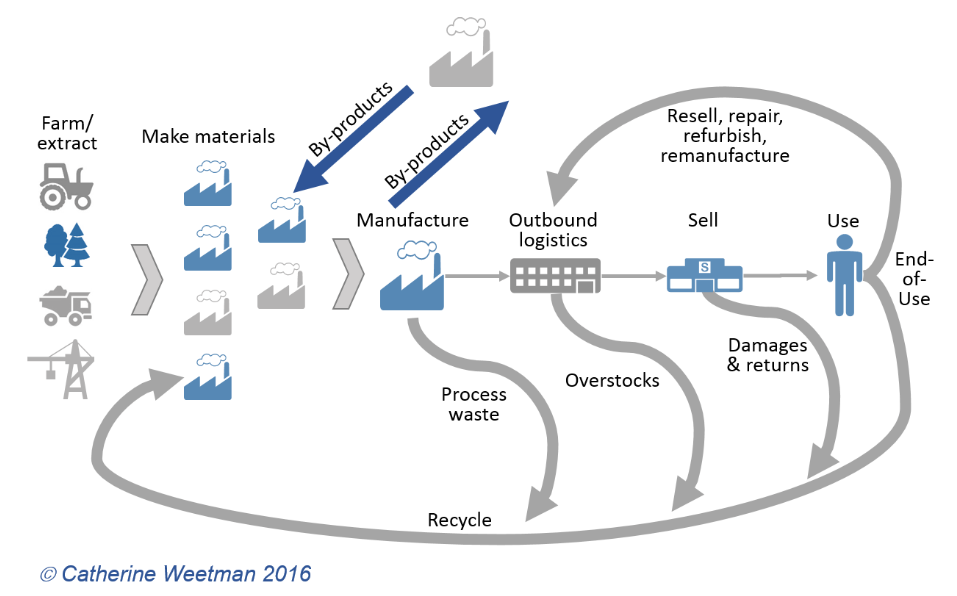 Farm/
extract
Make materials
By-products
By-products
Manufacture
Outbound
logistics
Sell
S
Use
Resell, repair,
refurbish,
remanufacture
End-
of-
Use
Process
waste
Overstocks
Damages
& returns
Recycle
© Catherine Weetman 2016